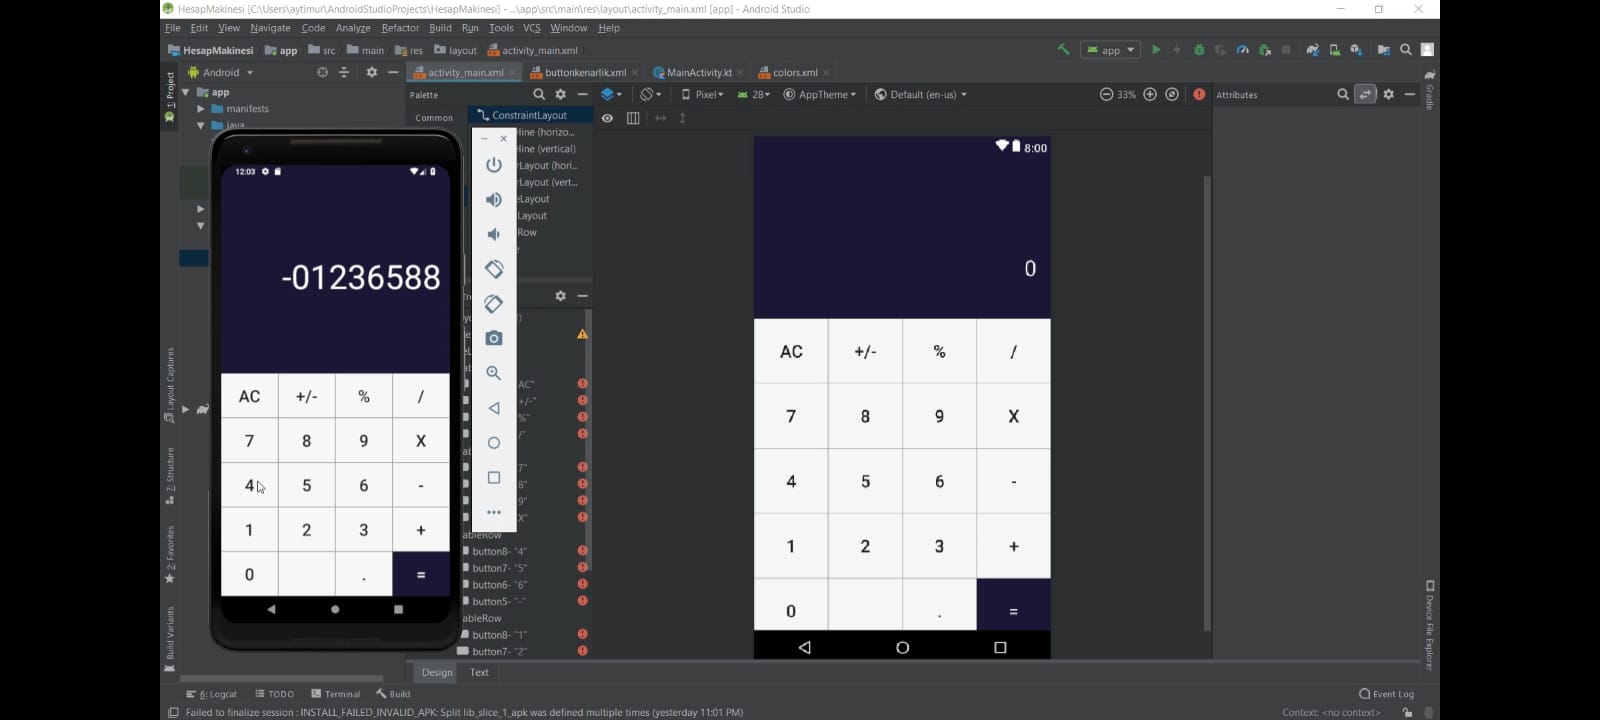 HesapMakinesi [C:\Users\aytimur\AndroidStudioProjects\HesapMakinesi] - ...\app\src\main\res\layout\activity_main.xml [app] - Android Studio
File Edit View Navigate Code Analyze Refactor Build Run Tools VCS Window Help
HesapMakinesi app src main res layout activity_main.xml app
1: Project
Android
activity_main.xml buttonkenarlik.xml MainActivity.kt colors.xml
app
manifests
java
Palette
Common
ConstraintLayout
line (horizo...
line (vertical)
rLayout (hori...
rLayout (vert...
eLayout
Layout
Row
Pixel 28 AppTheme Default (en-us) 33%
Attributes
Gradle
12:03
-01236588
AC +/- % /
7 8 9 X
4 5 6 -
1 2 3 +
0 . =
AC"
+/-"
%"
/"
7"
8"
9"
X"
ableRow
button8- "4"
button7- "5"
button6- "6"
button5- "-"
ableRow
button8- "1"
button7- "2"
8:00
0
AC +/- % /
7 8 9 X
4 5 6 -
1 2 3 +
0 . =
Layout Captures
7: Structure
2: Favorites
Build Variants
Device File Explorer
Design Text
6: Logcat TODO Terminal Build
Event Log
Failed to finalize session : INSTALL_FAILED_INVALID_APK: Split lib_slice_1_apk was defined multiple times (yesterday 11:01 PM)
Context: <no context>